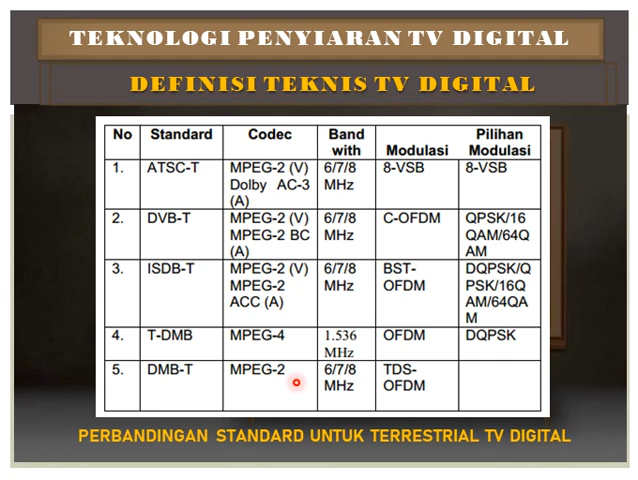 TEKNOLOGI PENYIARAN TV DIGITAL
DEFINISI TEKNIS TV DIGITAL
No Standard Codec Band with Modulasi Pilihan Modulasi
1. ATSC-T MPEG-2 (V) Dolby AC-3 (A) 6/7/8 MHz 8-VSB 8-VSB
2. DVB-T MPEG-2 (V) MPEG-2 BC (A) 6/7/8 MHz C-OFDM QPSK/16 QAM/64Q AM
3. ISDB-T MPEG-2 (V) MPEG-2 ACC (A) 6/7/8 MHz BST-OFDM DQPSK/Q PSK/16Q AM/64QA M
4. T-DMB MPEG-4 1.536 MHz OFDM DQPSK
5. DMB-T MPEG-2 6/7/8 MHz TDS-OFDM
PERBANDINGAN STANDARD UNTUK TERRESTRIAL TV DIGITAL